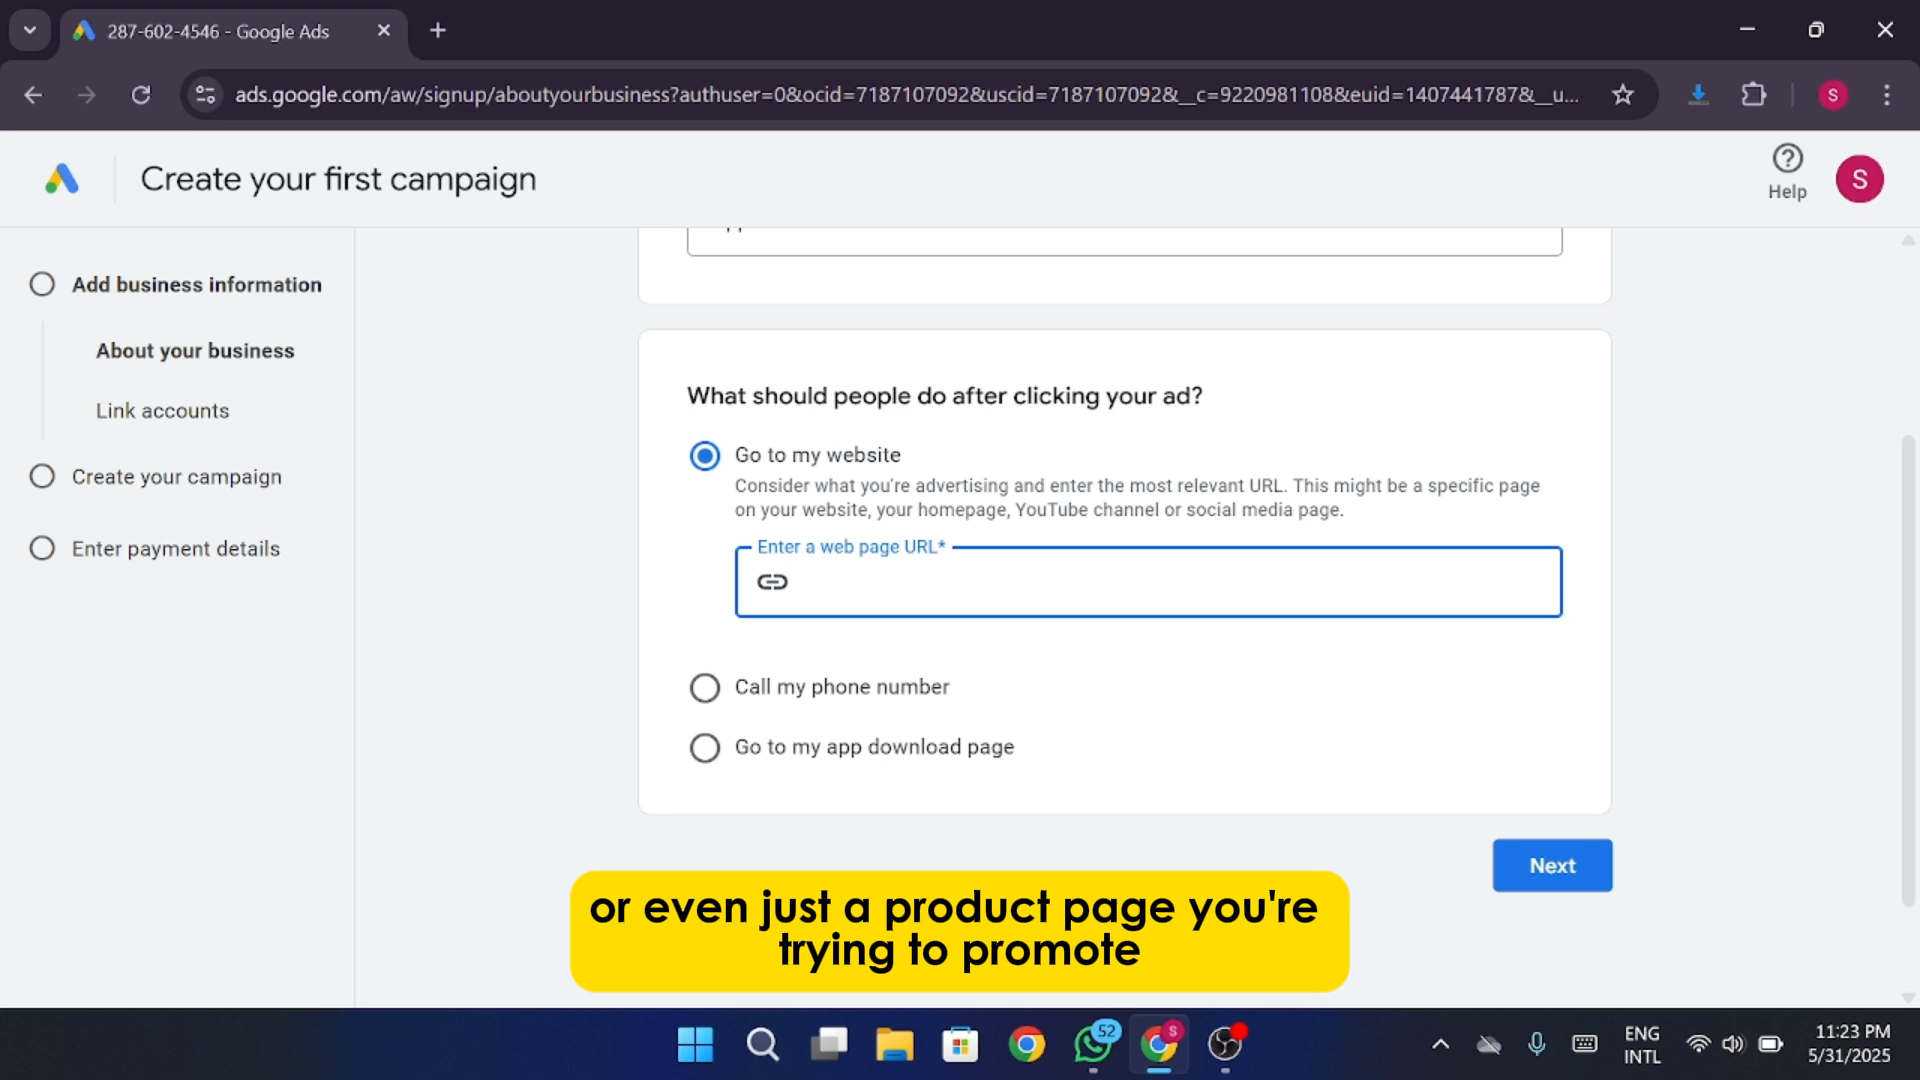 287-602-4546 - Google Ads
ads.google.com/aw/signup/aboutyourbusiness?authuser=0&ocid=7187107092&uscid=7187107092&__c=9220981108&euid=1407441787&__u...
S
Create your first campaign
Help
S
Add business information
About your business
Link accounts
Create your campaign
Enter payment details
What should people do after clicking your ad?
Go to my website
Consider what you're advertising and enter the most relevant URL. This might be a specific page
on your website, your homepage, YouTube channel or social media page.
Enter a web page URL*
Call my phone number
Go to my app download page
Next
or even just a product page you're
trying to promote
52
S
ENG
INTL
11:23 PM
5/31/2025